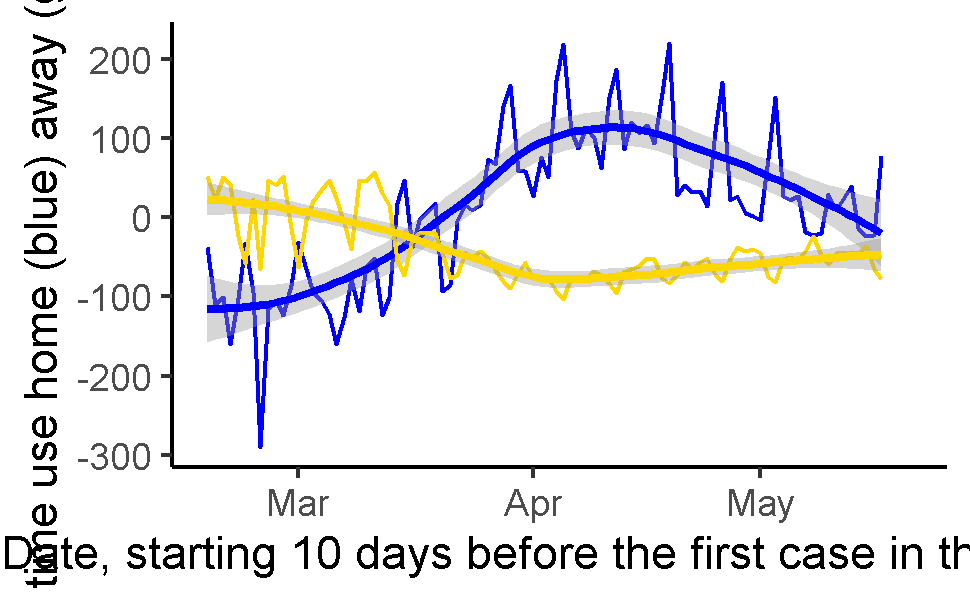 time use home (blue) away (
200
100
0
-100
-200
-300
Mar Apr May
Date, starting 10 days before the first case in th